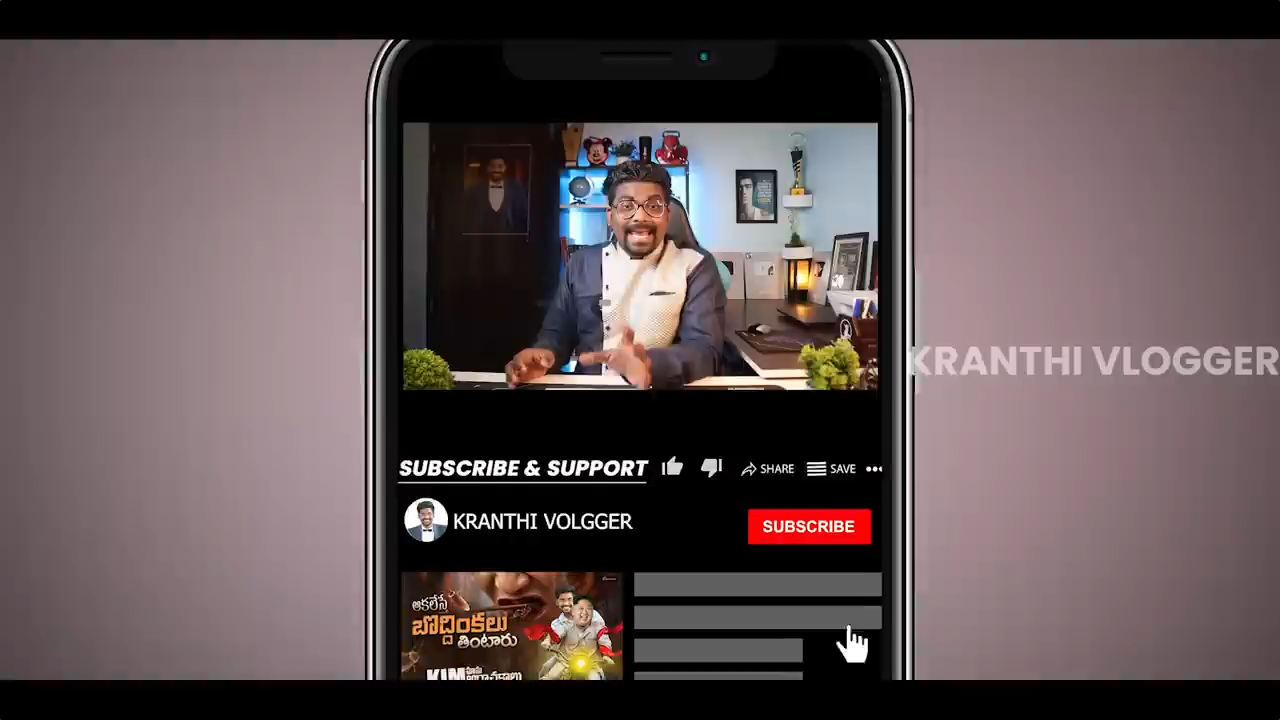 KRANTHI VLOGGER
SUBSCRIBE & SUPPORT
SHARE
SAVE
KRANTHI VOLGGER
SUBSCRIBE
ఆకలేస్తే
బొద్దింకలు
తింటారు
KIM